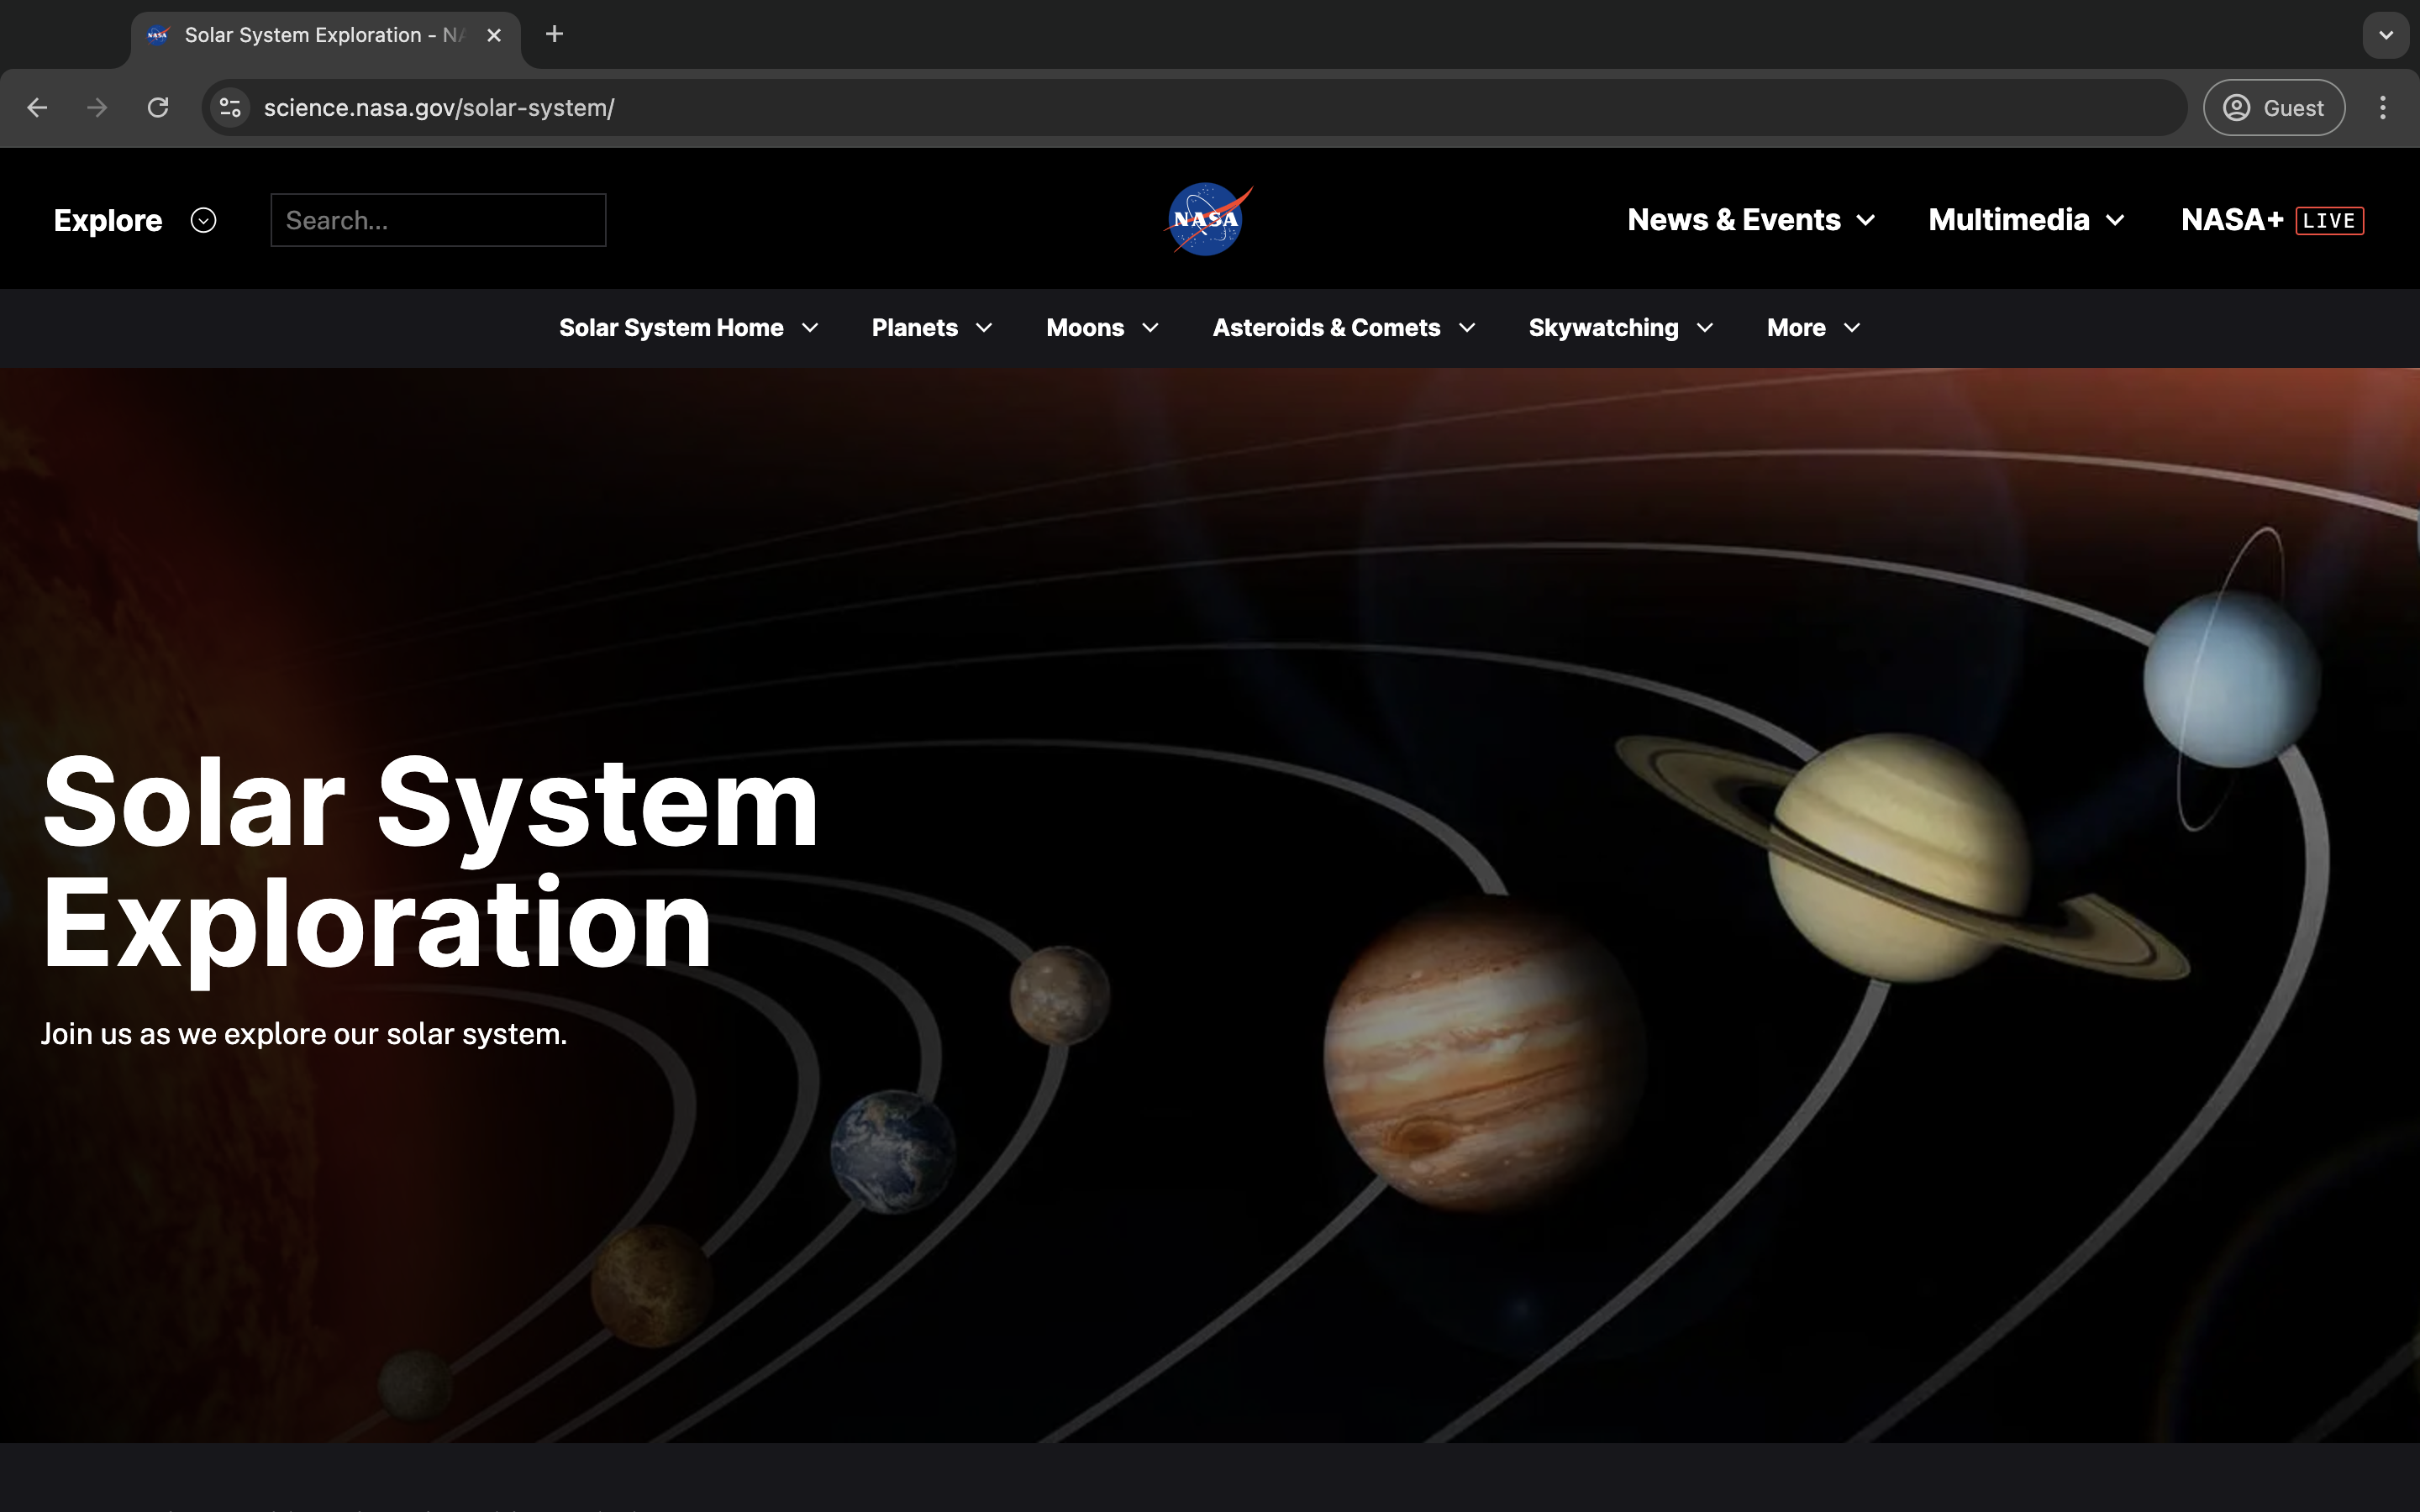 Solar System Exploration - NA
science.nasa.gov/solar-system/
Guest
Explore
Search...
NASA
News & Events
Multimedia
NASA+ LIVE
Solar System Home
Planets
Moons
Asteroids & Comets
Skywatching
More
Solar System
Exploration
Join us as we explore our solar system.